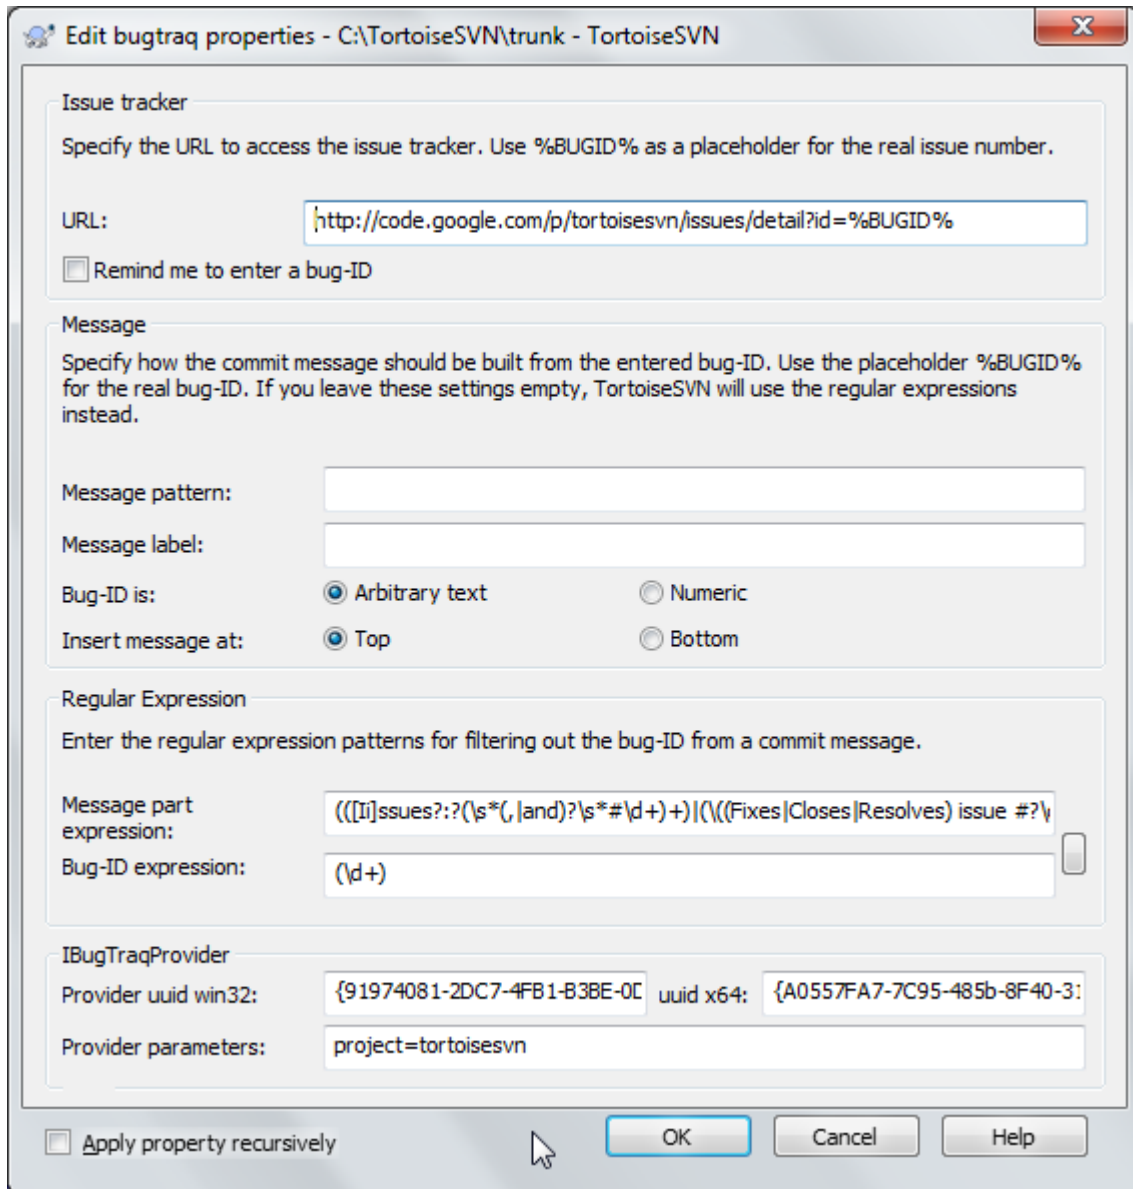 Edit bugtraq properties - C:\TortoiseSVN\trunk - TortoiseSVN
Issue tracker
Specify the URL to access the issue tracker. Use %BUGID% as a placeholder for the real issue number.
URL: http://code.google.com/p/tortoisesvn/issues/detail?id=%BUGID%
Remind me to enter a bug-ID
Message
Specify how the commit message should be built from the entered bug-ID. Use the placeholder %BUGID%
for the real bug-ID. If you leave these settings empty, TortoiseSVN will use the regular expressions
instead.
Message pattern:
Message label:
Bug-ID is: Arbitrary text Numeric
Insert message at: Top Bottom
Regular Expression
Enter the regular expression patterns for filtering out the bug-ID from a commit message.
Message part
expression: (([Ii]ssues?:?(\s*(,|and)?\s*#\d+)+)|(\((Fixes|Closes|Resolves) issue #?\
Bug-ID expression: (\d+)
IBugTraqProvider
Provider uuid win32: {91974081-2DC7-4FB1-B3BE-0D uuid x64: {A0557FA7-7C95-485b-8F40-31
Provider parameters: project=tortoisesvn
Apply property recursively OK Cancel Help